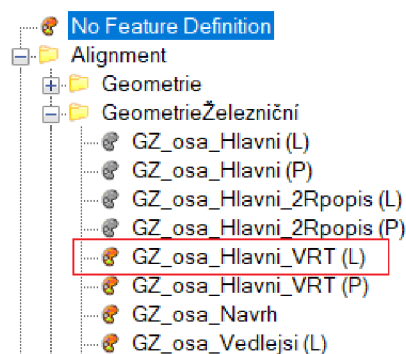 No Feature Definition
Alignment
Geometrie
GeometrieŽelezniční
GZ_osa_Hlavni (L)
GZ_osa_Hlavni (P)
GZ_osa_Hlavni_2Rpopis (L)
GZ_osa_Hlavni_2Rpopis (P)
GZ_osa_Hlavni_VRT (L)
GZ_osa_Hlavni_VRT (P)
GZ_osa_Navrh
GZ_osa_Vedlejsi (L)